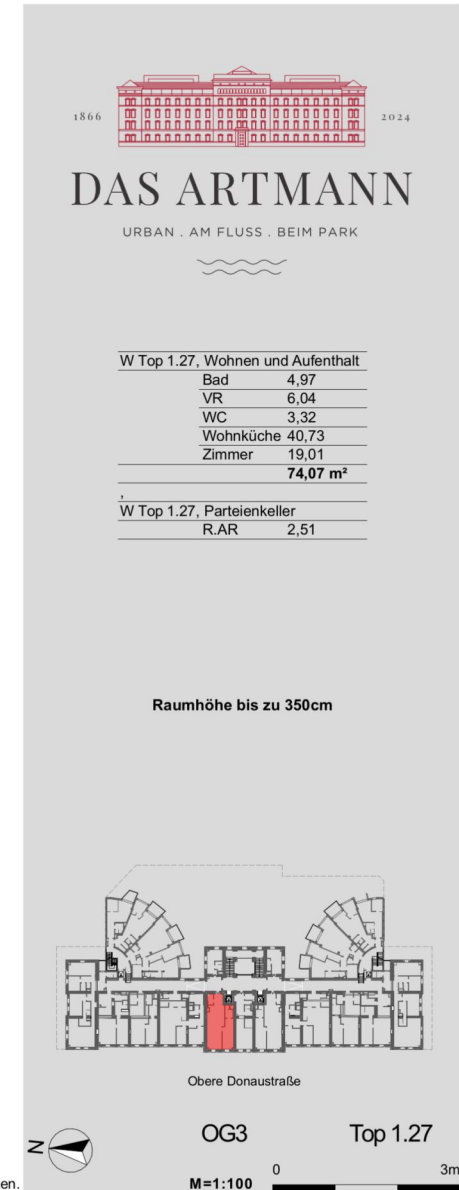 1866 2024
DAS ARTMANN
URBAN . AM FLUSS . BEIM PARK
W Top 1.27, Wohnen und Aufenthalt
Bad 4,97
VR 6,04
WC 3,32
Wohnküche 40,73
Zimmer 19,01
74,07 m²
,
W Top 1.27, Parteienkeller
R.AR 2,51
Raumhöhe bis zu 350cm
Obere Donaustraße
N
OG3 Top 1.27
0 3m
en. M=1:100